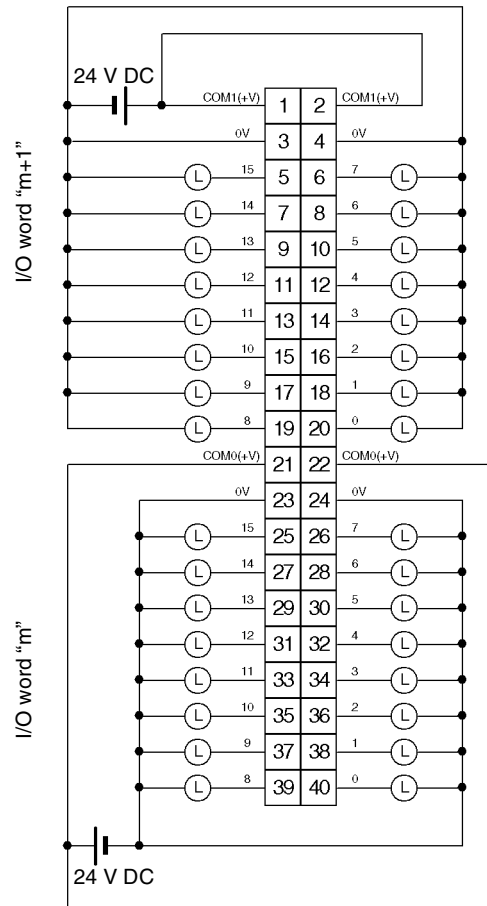 24 V DC
COM1(+V) 1 2 COM1(+V)
0V 3 4 0V
I/O word “m+1”
L 15 5 6 7 L
L 14 7 8 6 L
L 13 9 10 5 L
L 12 11 12 4 L
L 11 13 14 3 L
L 10 15 16 2 L
L 9 17 18 1 L
L 8 19 20 0 L
COM0(+V) 21 22 COM0(+V)
0V 23 24 0V
I/O word “m”
L 15 25 26 7 L
L 14 27 28 6 L
L 13 29 30 5 L
L 12 31 32 4 L
L 11 33 34 3 L
L 10 35 36 2 L
L 9 37 38 1 L
L 8 39 40 0 L
24 V DC